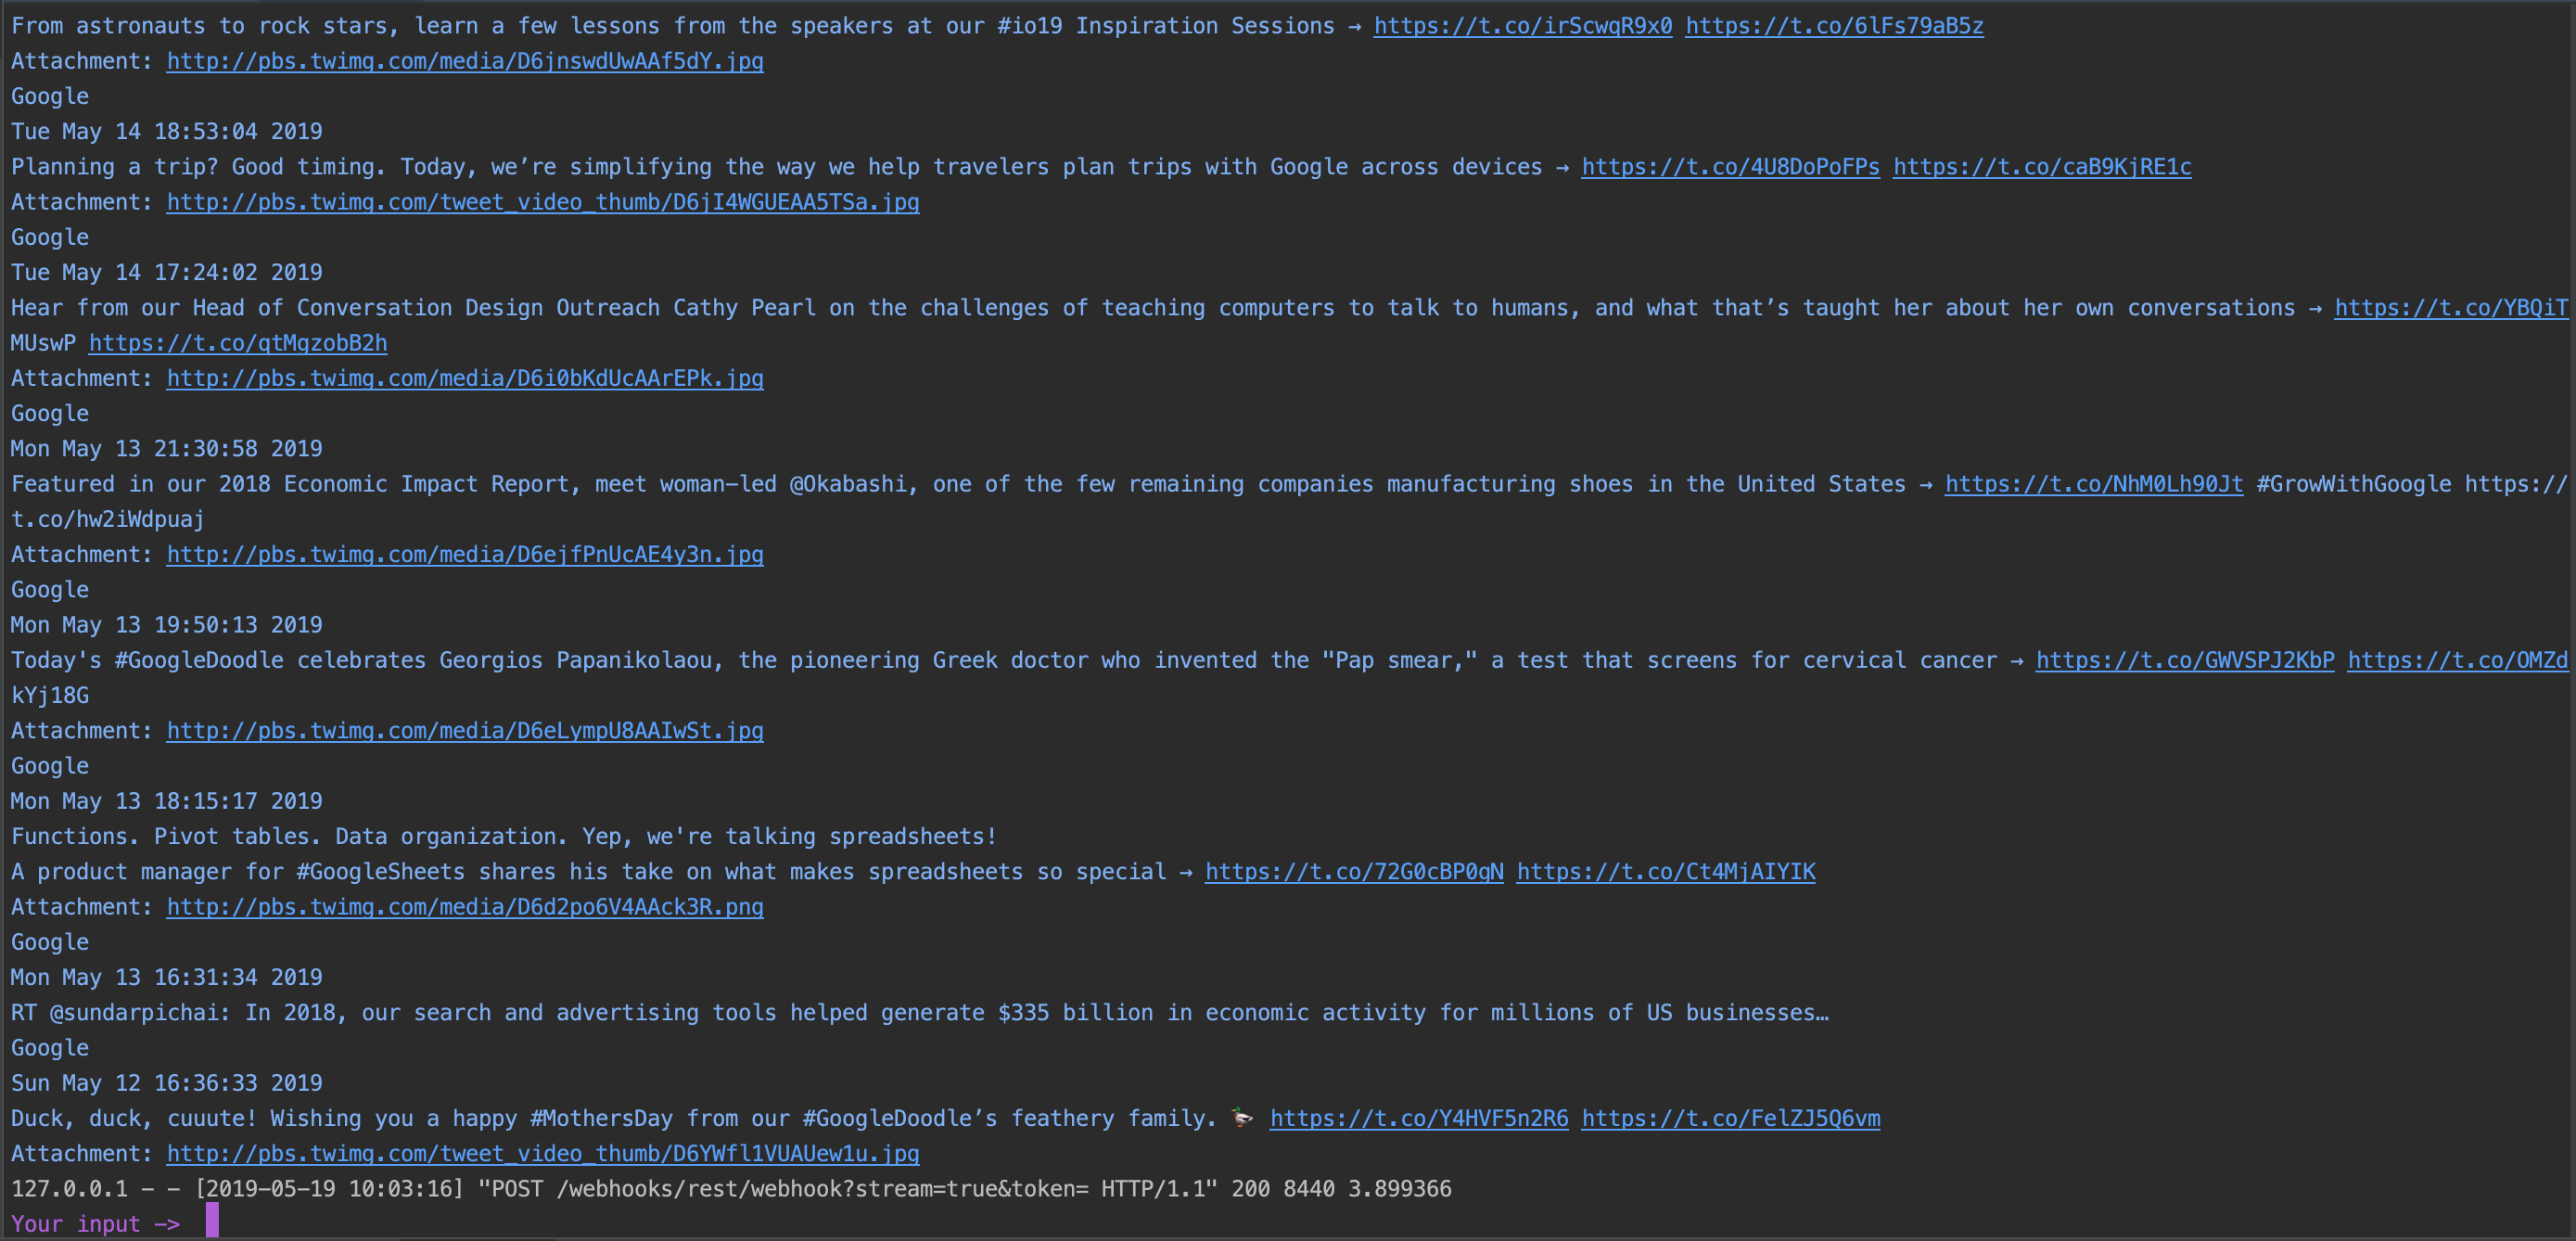 From astronauts to rock stars, learn a few lessons from the speakers at our #io19 Inspiration Sessions → https://t.co/irScwqR9x0 https://t.co/6lFs79aB5z
Attachment: http://pbs.twimg.com/media/D6jnswdUwAAf5dY.jpg
Google
Tue May 14 18:53:04 2019
Planning a trip? Good timing. Today, we’re simplifying the way we help travelers plan trips with Google across devices → https://t.co/4U8DoPoFPs https://t.co/caB9KjRE1c
Attachment: http://pbs.twimg.com/tweet_video_thumb/D6jI4WGUEAA5TSa.jpg
Google
Tue May 14 17:24:02 2019
Hear from our Head of Conversation Design Outreach Cathy Pearl on the challenges of teaching computers to talk to humans, and what that’s taught her about her own conversations → https://t.co/YBQiT
MUswP https://t.co/qtMgzobB2h
Attachment: http://pbs.twimg.com/media/D6i0bKdUcAArEPk.jpg
Google
Mon May 13 21:30:58 2019
Featured in our 2018 Economic Impact Report, meet woman-led @Okabashi, one of the few remaining companies manufacturing shoes in the United States → https://t.co/NhM0Lh90Jt #GrowWithGoogle https://
t.co/hw2iWdpuaj
Attachment: http://pbs.twimg.com/media/D6ejfPnUcAE4y3n.jpg
Google
Mon May 13 19:50:13 2019
Today's #GoogleDoodle celebrates Georgios Papanikolaou, the pioneering Greek doctor who invented the "Pap smear," a test that screens for cervical cancer → https://t.co/GWVSPJ2KbP https://t.co/OMZd
kYj18G
Attachment: http://pbs.twimg.com/media/D6eLympU8AAIwSt.jpg
Google
Mon May 13 18:15:17 2019
Functions. Pivot tables. Data organization. Yep, we're talking spreadsheets!
A product manager for #GoogleSheets shares his take on what makes spreadsheets so special → https://t.co/72G0cBP0gN https://t.co/Ct4MjAIYIK
Attachment: http://pbs.twimg.com/media/D6d2po6V4AAck3R.png
Google
Mon May 13 16:31:34 2019
RT @sundarpichai: In 2018, our search and advertising tools helped generate $335 billion in economic activity for millions of US businesses…
Google
Sun May 12 16:36:33 2019
Duck, duck, cuuute! Wishing you a happy #MothersDay from our #GoogleDoodle’s feathery family. 🦆 https://t.co/Y4HVF5n2R6 https://t.co/FelZJ5Q6vm
Attachment: http://pbs.twimg.com/tweet_video_thumb/D6YWfl1VUAUew1u.jpg
127.0.0.1 - - [2019-05-19 10:03:16] "POST /webhooks/rest/webhook?stream=true&token= HTTP/1.1" 200 8440 3.899366
Your input ->